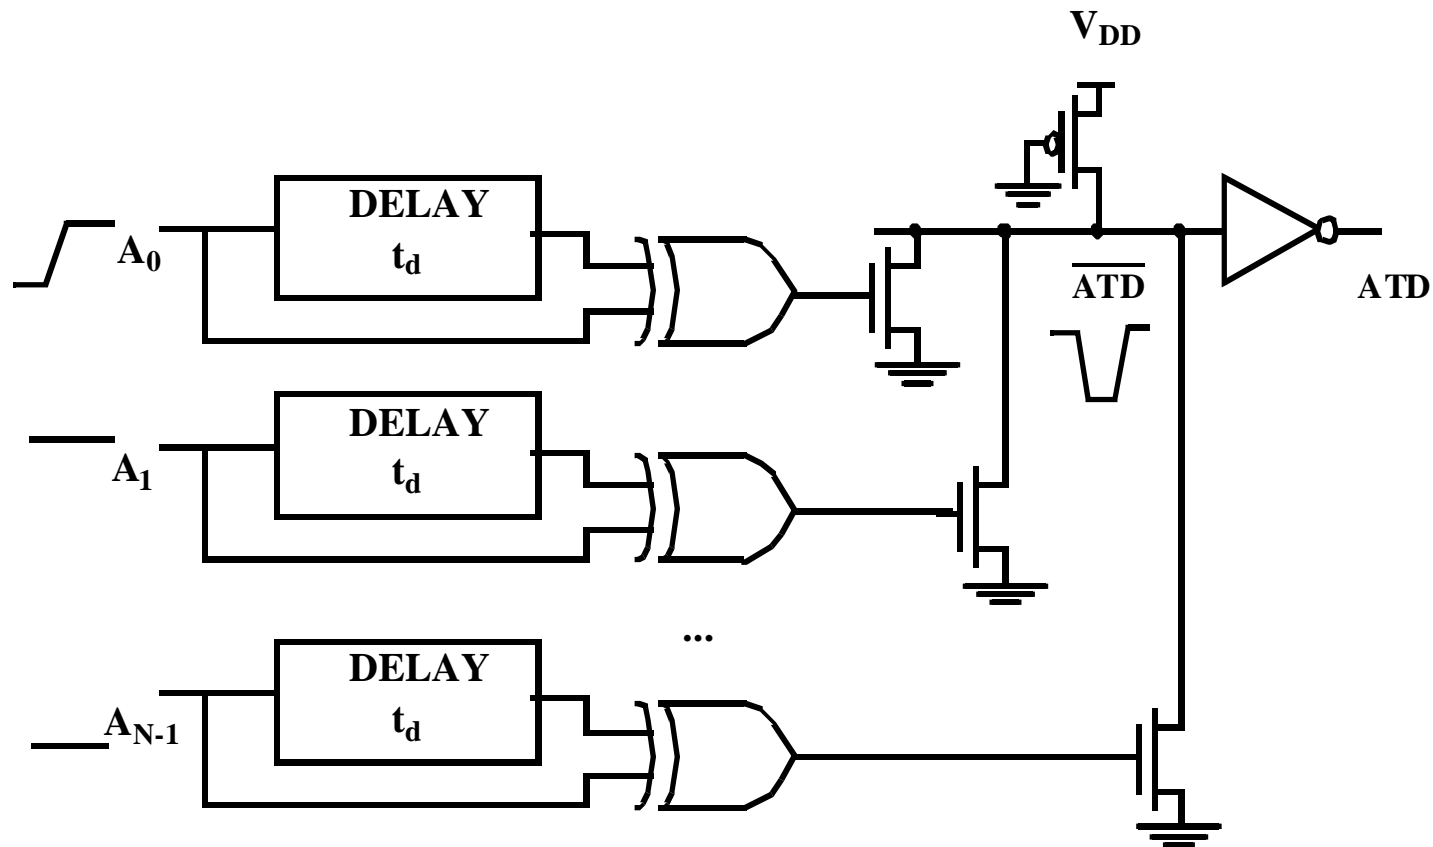 V_DD
DELAY
t_d
A_0
ATD
ATD
DELAY
t_d
A_1
...
DELAY
t_d
A_N-1